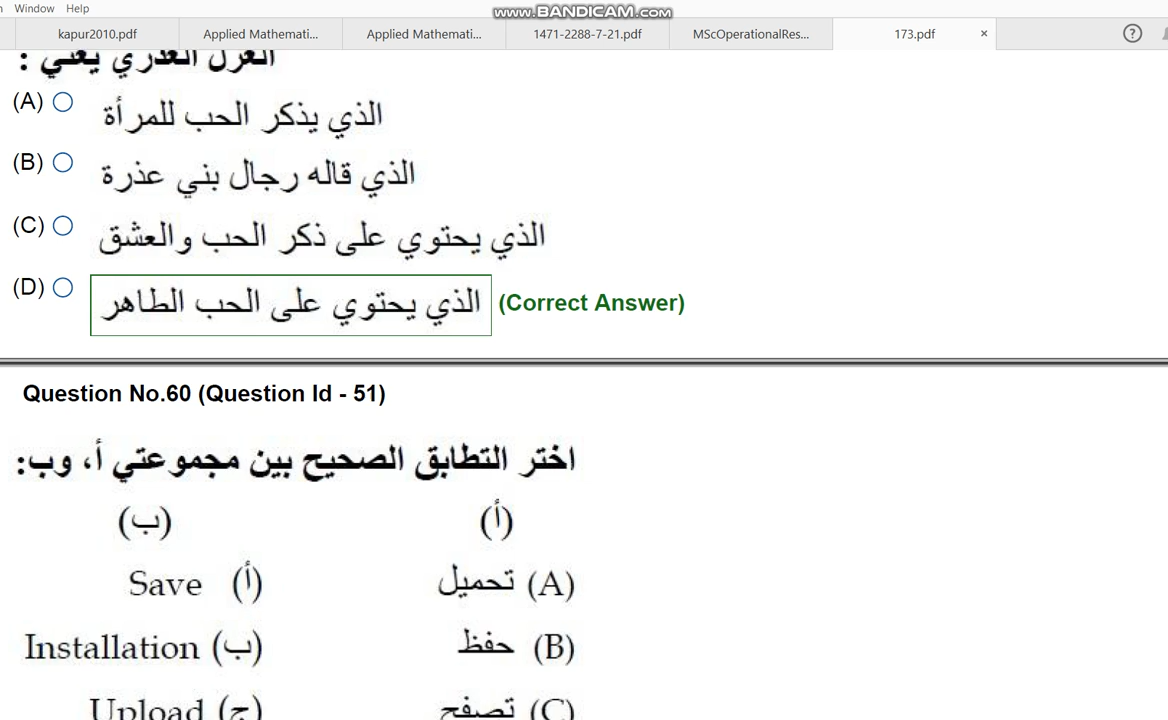 Window Help
www.BANDICAM.com
kapur2010.pdf Applied Mathemati... Applied Mathemati... 1471-2288-7-21.pdf MScOperationalRes... 173.pdf ×
الغزل العذري يعني :
(A) الذي يذكر الحب للمرأة
(B) الذي قاله رجال بني عذرة
(C) الذي يحتوي على ذكر الحب والعشق
(D) الذي يحتوي على الحب الطاهر (Correct Answer)
Question No.60 (Question Id - 51)
اختر التطابق الصحيح بين مجموعتي أ، وب:
(أ) (ب)
(A) تحميل (أ) Save
(B) حفظ (ب) Installation
(C) تصفح (ج) Upload